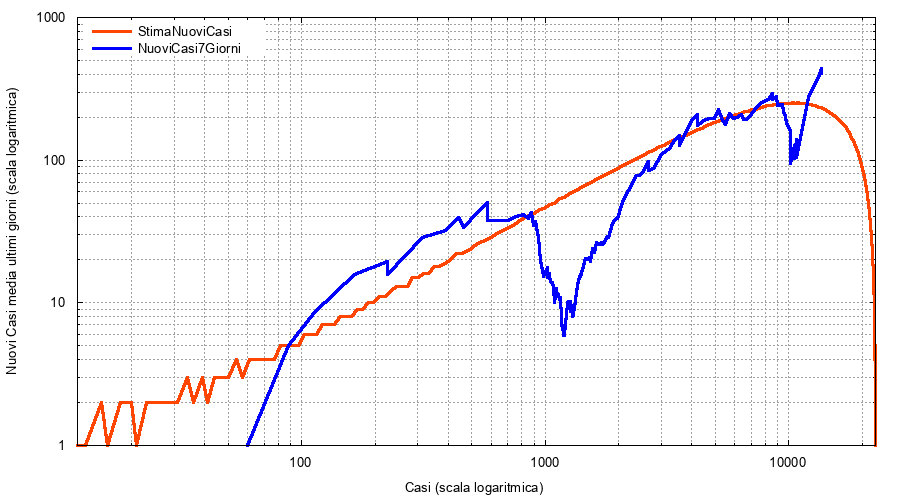 1000
100
10
1
StimaNuoviCasi
NuoviCasi7Giorni
Nuovi Casi media ultimi giorni (scala logaritmica)
100
1000
10000
Casi (scala logaritmica)